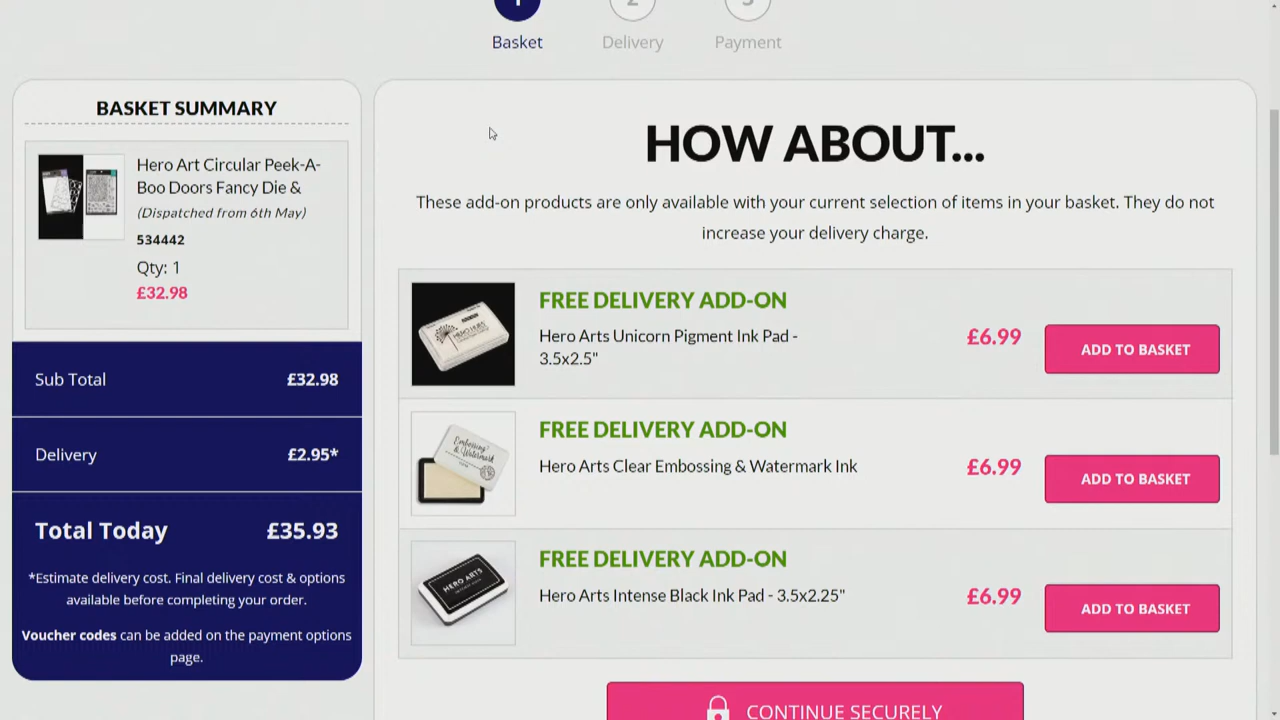 1 2 3
Basket Delivery Payment
BASKET SUMMARY
Hero Art Circular Peek-A-
Boo Doors Fancy Die &
(Dispatched from 6th May)
534442
Qty: 1
£32.98
Sub Total £32.98
Delivery £2.95*
Total Today £35.93
*Estimate delivery cost. Final delivery cost & options
available before completing your order.
Voucher codes can be added on the payment options
page.
HOW ABOUT...
These add-on products are only available with your current selection of items in your basket. They do not
increase your delivery charge.
FREE DELIVERY ADD-ON
Hero Arts Unicorn Pigment Ink Pad -
3.5x2.5"
£6.99
ADD TO BASKET
Embossing
& Watermark
FREE DELIVERY ADD-ON
Hero Arts Clear Embossing & Watermark Ink
£6.99
ADD TO BASKET
HERO ARTS
FREE DELIVERY ADD-ON
Hero Arts Intense Black Ink Pad - 3.5x2.25"
£6.99
ADD TO BASKET
CONTINUE SECURELY